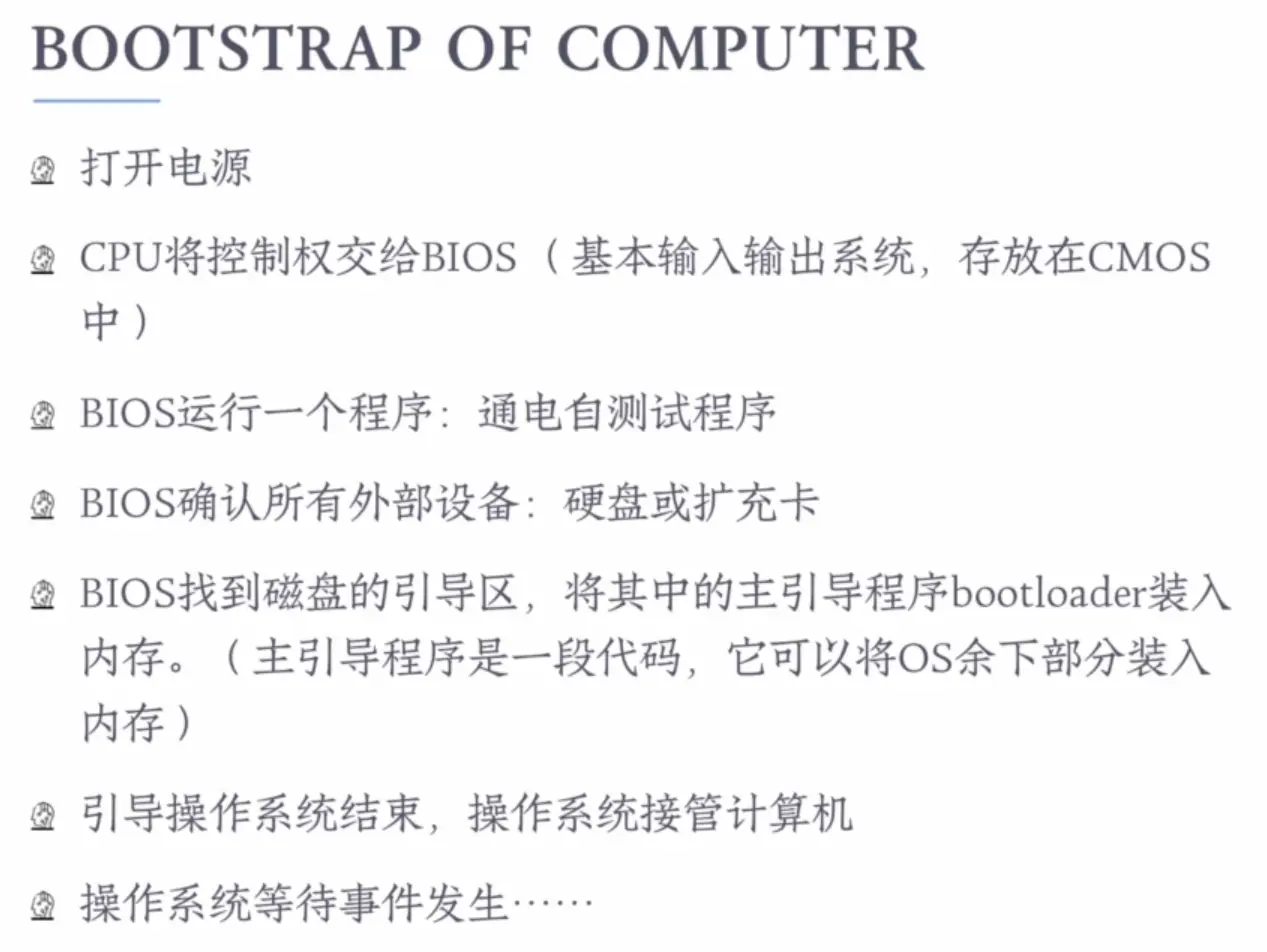 BOOTSTRAP OF COMPUTER
打开电源
CPU将控制权交给BIOS（基本输入输出系统，存放在CMOS
中）
BIOS运行一个程序：通电自测试程序
BIOS确认所有外部设备：硬盘或扩充卡
BIOS找到磁盘的引导区，将其中的主引导程序bootloader装入
内存。（主引导程序是一段代码，它可以将OS余下部分装入
内存）
引导操作系统结束，操作系统接管计算机
操作系统等待事件发生……